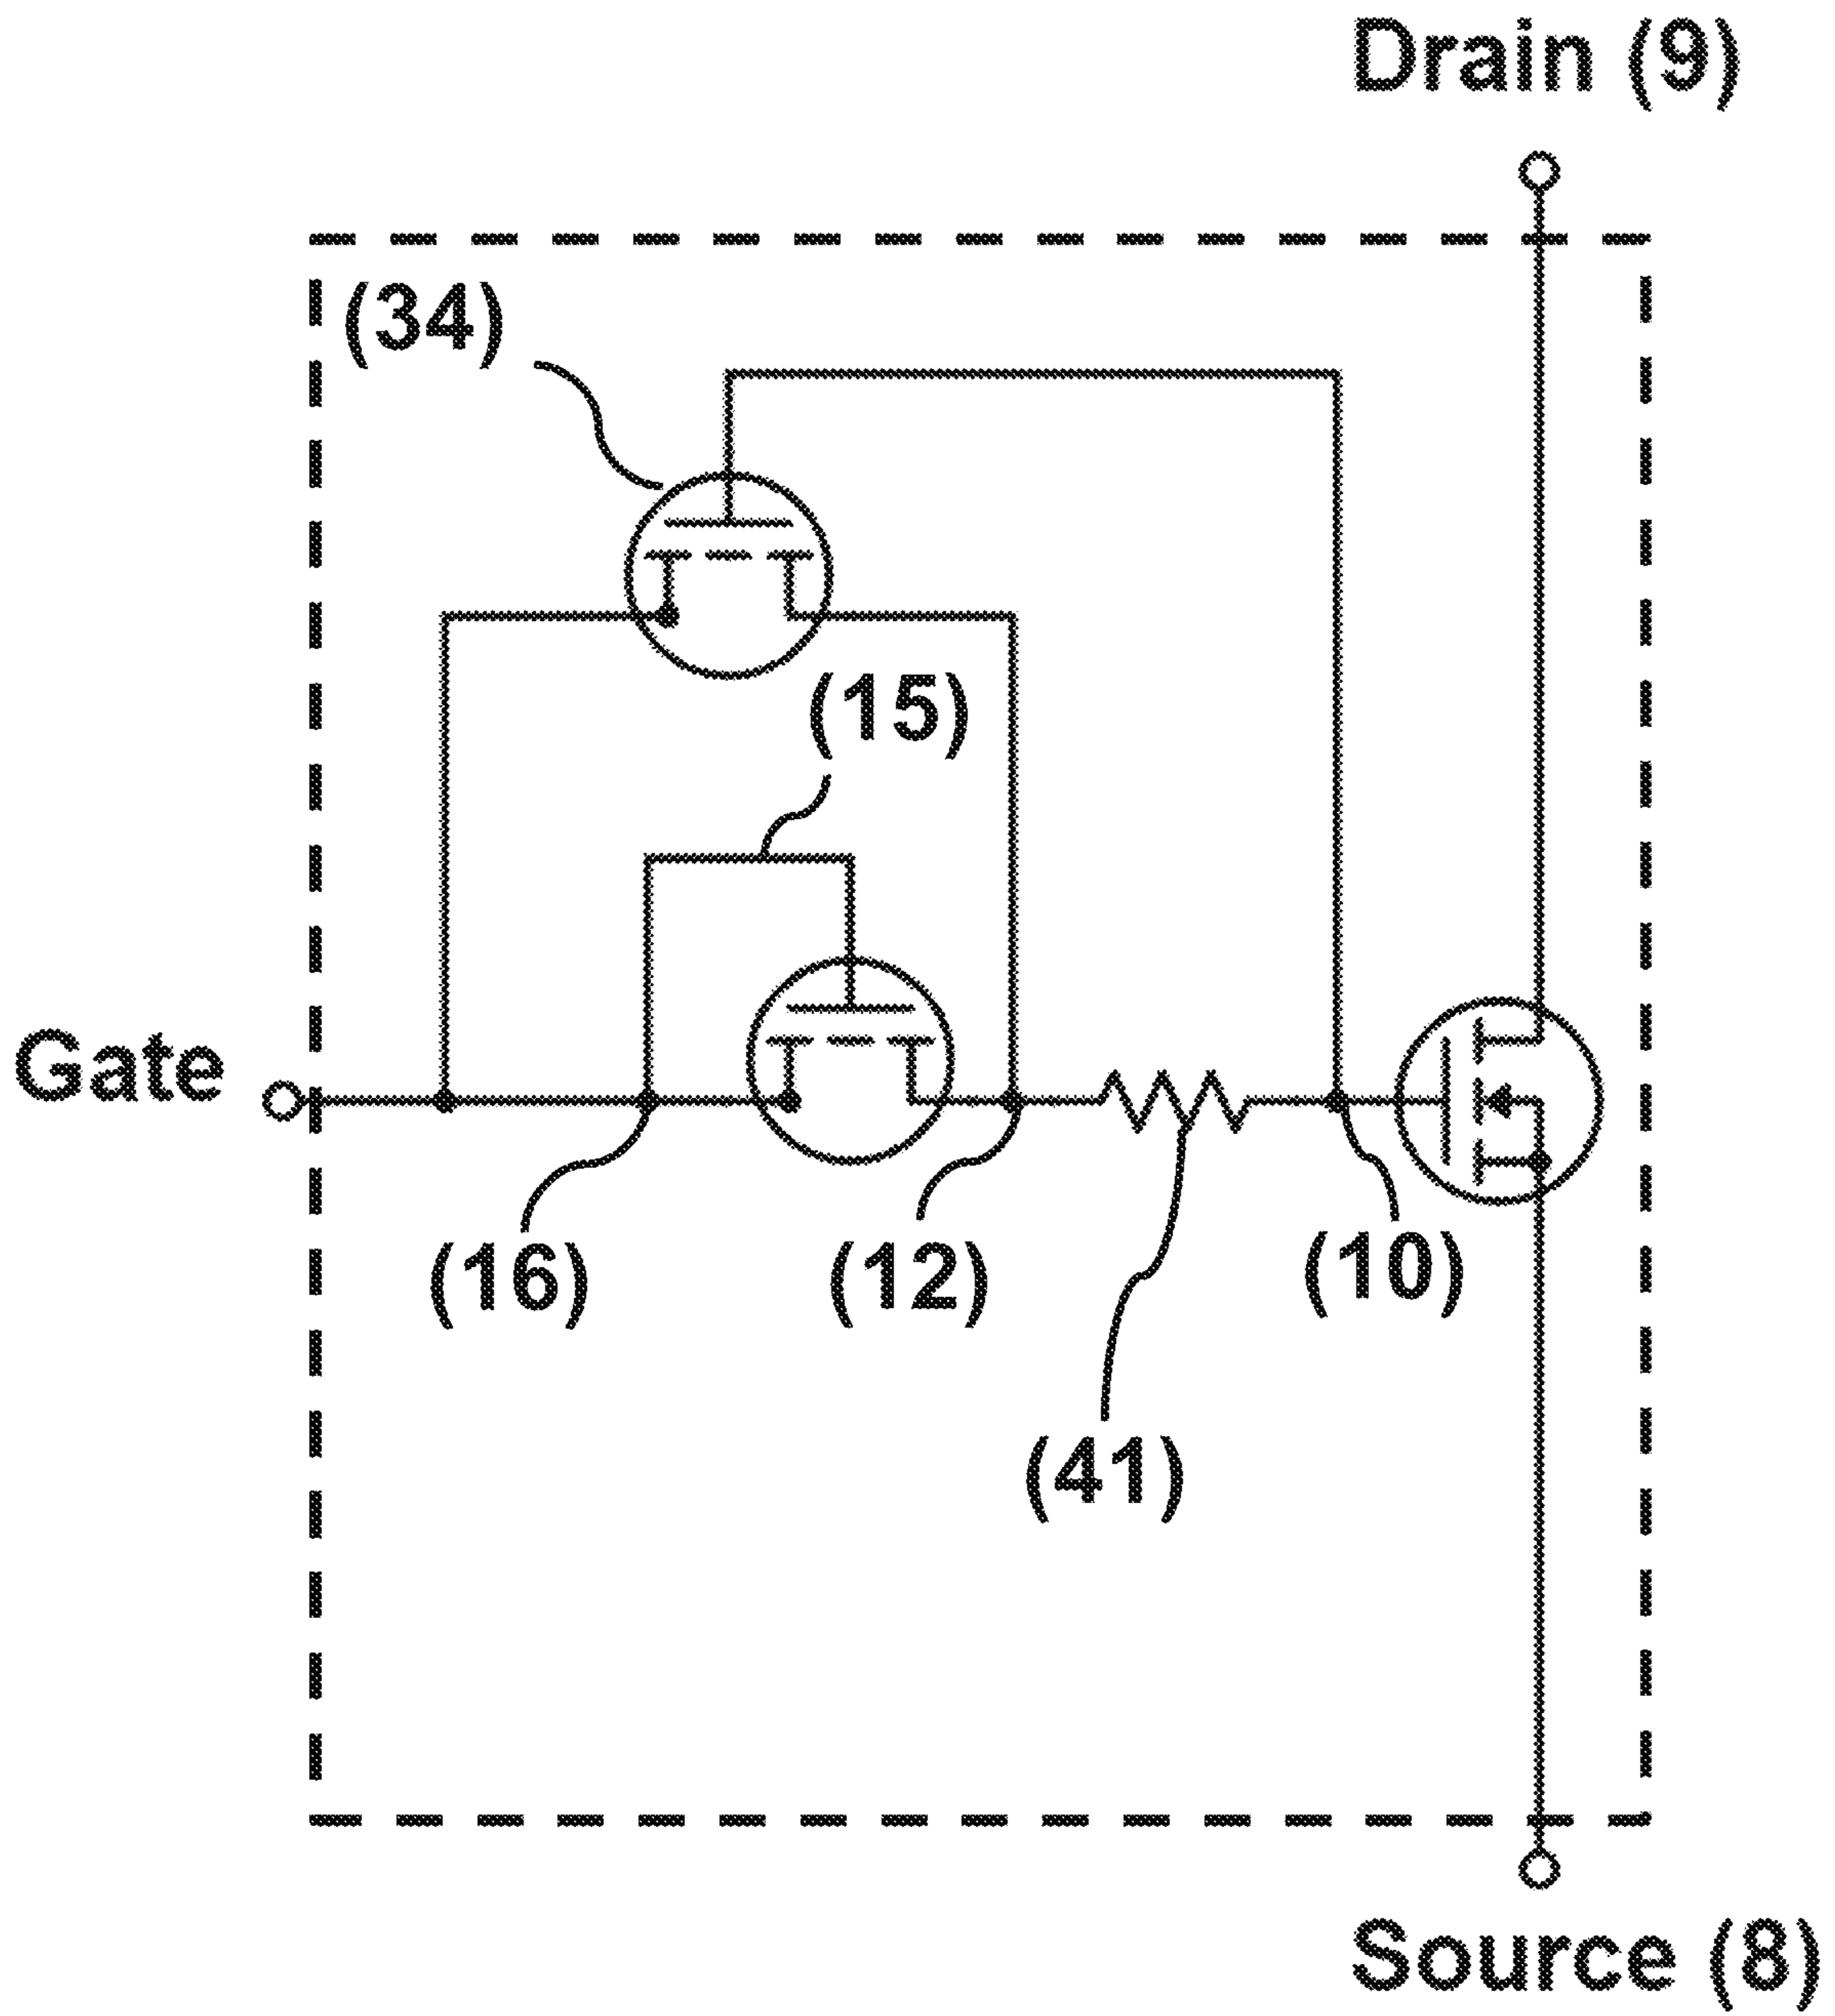 Drain (9)
(34)
(15)
Gate
(16)
(12)
(10)
(41)
Source (8)